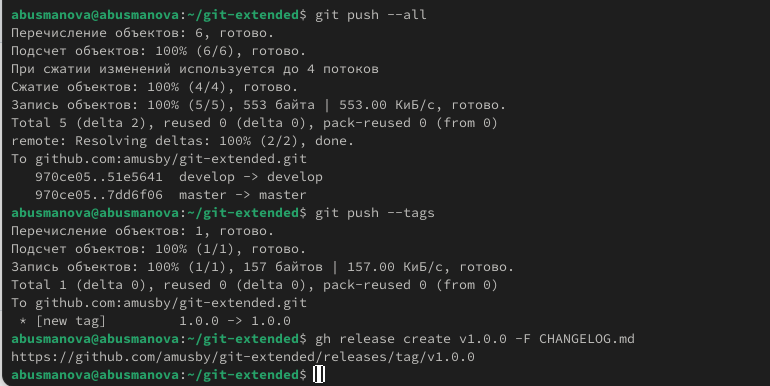 abusmanova@abusmanova:~/git-extended$ git push --all
Перечисление объектов: 6, готово.
Подсчет объектов: 100% (6/6), готово.
При сжатии изменений используется до 4 потоков
Сжатие объектов: 100% (4/4), готово.
Запись объектов: 100% (5/5), 553 байта | 553.00 КиБ/с, готово.
Total 5 (delta 2), reused 0 (delta 0), pack-reused 0 (from 0)
remote: Resolving deltas: 100% (2/2), done.
To github.com:amusby/git-extended.git
   970ce05..51e5641  develop -> develop
   970ce05..7dd6f06  master -> master
abusmanova@abusmanova:~/git-extended$ git push --tags
Перечисление объектов: 1, готово.
Подсчет объектов: 100% (1/1), готово.
Запись объектов: 100% (1/1), 157 байтов | 157.00 КиБ/с, готово.
Total 1 (delta 0), reused 0 (delta 0), pack-reused 0 (from 0)
To github.com:amusby/git-extended.git
 * [new tag]         1.0.0 -> 1.0.0
abusmanova@abusmanova:~/git-extended$ gh release create v1.0.0 -F CHANGELOG.md
https://github.com/amusby/git-extended/releases/tag/v1.0.0
abusmanova@abusmanova:~/git-extended$